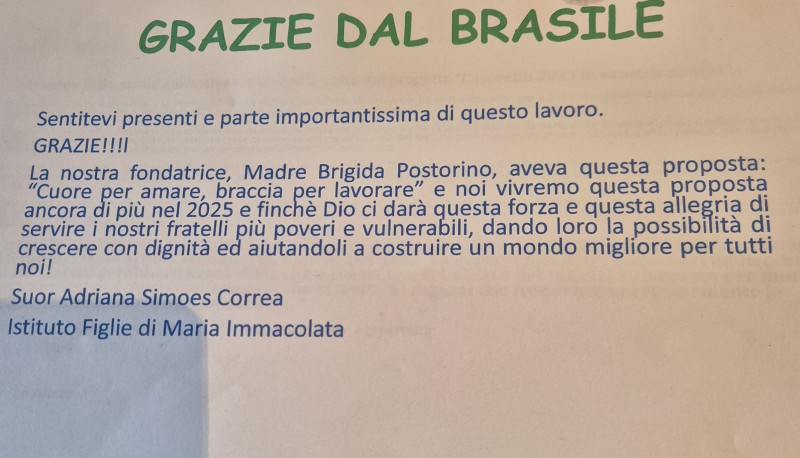 GRAZIE DAL BRASILE
Sentitevi presenti e parte importantissima di questo lavoro.
GRAZIE!!!!
La nostra fondatrice, Madre Brigida Postorino, aveva questa proposta:
“Cuore per amare, braccia per lavorare” e noi vivremo questa proposta
ancora di più nel 2025 e finchè Dio ci darà questa forza e questa allegria di
servire i nostri fratelli più poveri e vulnerabili, dando loro la possibilità di
crescere con dignità ed aiutandoli a costruire un mondo migliore per tutti
noi!
Suor Adriana Simoes Correa
Istituto Figlie di Maria Immacolata